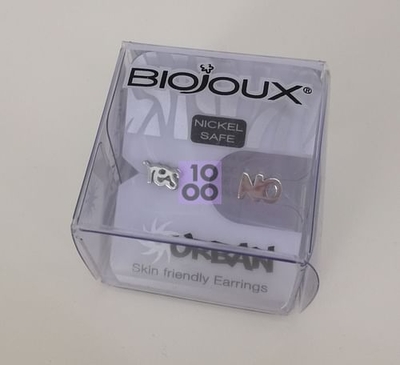 BIOJOUX®
NICKEL
SAFE
Yes
NO
10
00
URBAN
Skin friendly Earrings